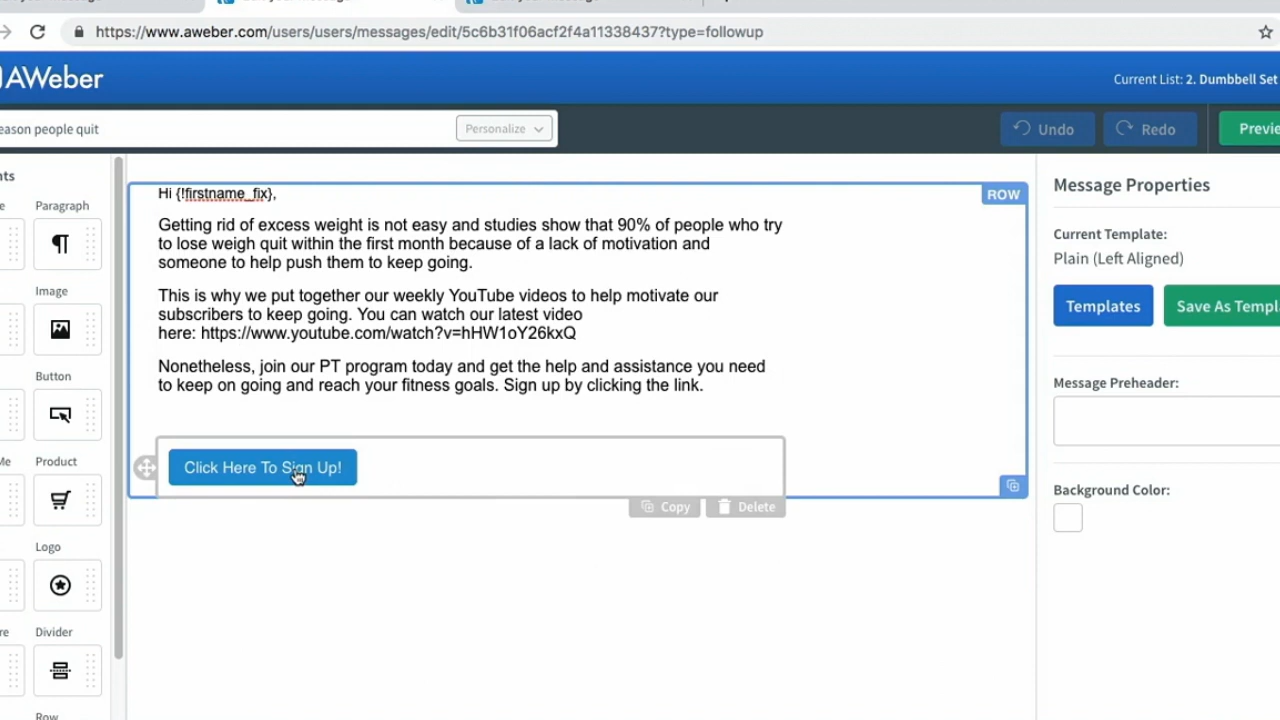 https://www.aweber.com/users/users/messages/edit/5c6b31f06acf2f4a11338437?type=followup
AWeber
Current List: 2. Dumbbell Set
eason people quit
Personalize
Undo
Redo
Previe
nts
Paragraph
Image
Button
Me
Product
Logo
re
Divider
Row
Hi {!firstname_fix},
Getting rid of excess weight is not easy and studies show that 90% of people who try
to lose weigh quit within the first month because of a lack of motivation and
someone to help push them to keep going.
This is why we put together our weekly YouTube videos to help motivate our
subscribers to keep going. You can watch our latest video
here: https://www.youtube.com/watch?v=hHW1oY26kxQ
Nonetheless, join our PT program today and get the help and assistance you need
to keep on going and reach your fitness goals. Sign up by clicking the link.
Click Here To Sign Up!
Copy
Delete
ROW
Message Properties
Current Template:
Plain (Left Aligned)
Templates
Save As Templ
Message Preheader:
Background Color: